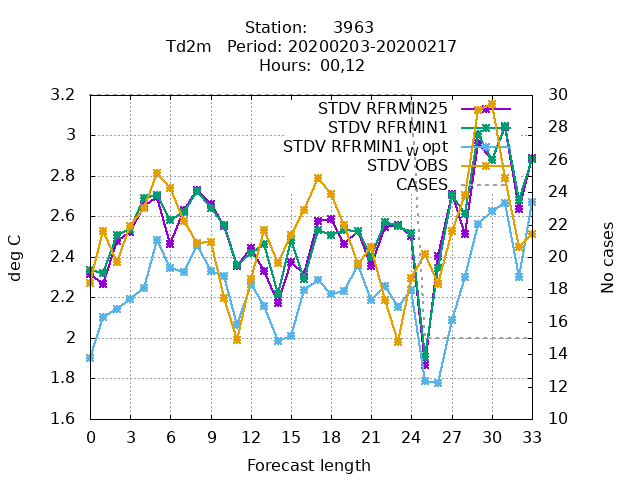 Station: 3963
Td2m Period: 20200203-20200217
Hours: 00,12
STDV RFRMIN25
STDV RFRMIN1
STDV RFRMIN1w opt
STDV OBS
CASES
deg C
3.2
3
2.8
2.6
2.4
2.2
2
1.8
1.6
30
28
26
24
22
20
18
16
14
12
10
No cases
0 3 6 9 12 15 18 21 24 27 30 33
Forecast length